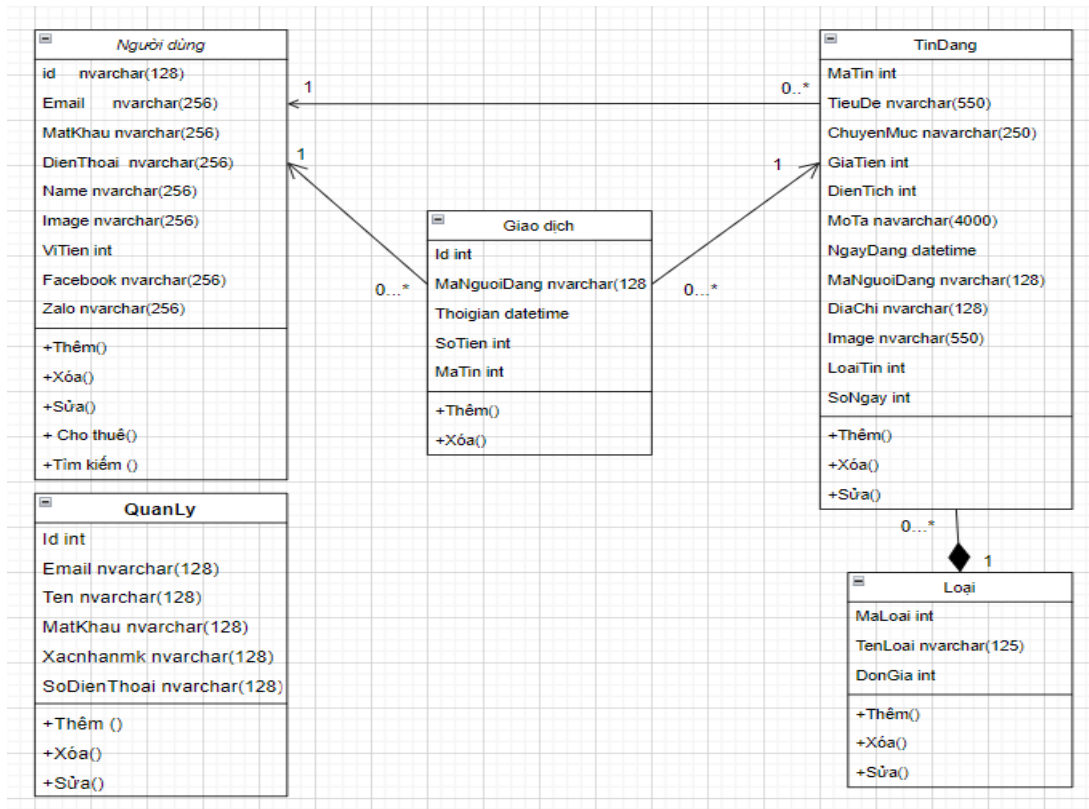 Người dùng
id nvarchar(128)
Email nvarchar(256)
MatKhau nvarchar(256)
DienThoai nvarchar(256)
Name nvarchar(256)
Image nvarchar(256)
ViTien int
Facebook nvarchar(256)
Zalo nvarchar(256)
+Thêm()
+Xóa()
+Sửa()
+ Cho thuê()
+Tìm kiếm ()
1
0..*
1
0...*
Giao dịch
Id int
MaNguoiDang nvarchar(128
Thoigian datetime
SoTien int
MaTin int
+Thêm()
+Xóa()
1
0...*
TinDang
MaTin int
TieuDe nvarchar(550)
ChuyenMuc navarchar(250)
GiaTien int
DienTich int
MoTa navarchar(4000)
NgayDang datetime
MaNguoiDang nvarchar(128)
DiaChi nvarchar(128)
Image nvarchar(550)
LoaiTin int
SoNgay int
+Thêm()
+Xóa()
+Sửa()
0...*
1
QuanLy
Id int
Email nvarchar(128)
Ten nvarchar(128)
MatKhau nvarchar(128)
Xacnhanmk nvarchar(128)
SoDienThoai nvarchar(128)
+Thêm ()
+Xóa()
+Sửa()
Loại
MaLoai int
TenLoai nvarchar(125)
DonGia int
+Thêm()
+Xóa()
+Sửa()